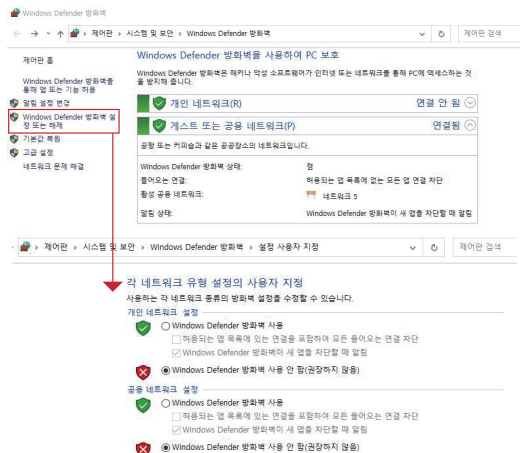 Windows Defender 방화벽
제어판 > 시스템 및 보안 > Windows Defender 방화벽
제어판 검색
제어판 홈
Windows Defender 방화벽을
통해 앱 또는 기능 허용
알림 설정 변경
Windows Defender 방화벽 설
정 또는 해제
기본값 복원
고급 설정
네트워크 문제 해결
Windows Defender 방화벽을 사용하여 PC 보호
Windows Defender 방화벽은 해커나 악성 소프트웨어가 인터넷 또는 네트워크를 통해 PC에 액세스하는 것
을 방지해 줍니다.
개인 네트워크(R) 연결 안 됨
게스트 또는 공용 네트워크(P) 연결됨
공항 또는 커피숍과 같은 공공장소의 네트워크입니다.
Windows Defender 방화벽 상태: 켬
들어오는 연결: 허용되는 앱 목록에 없는 모든 앱 연결 차단
활성 공용 네트워크: 네트워크 5
알림 상태: Windows Defender 방화벽이 새 앱을 차단할 때 알림
제어판 > 시스템 및 보안 > Windows Defender 방화벽 > 설정 사용자 지정
제어판 검색
각 네트워크 유형 설정의 사용자 지정
사용하는 각 네트워크 종류의 방화벽 설정을 수정할 수 있습니다.
개인 네트워크 설정
Windows Defender 방화벽 사용
허용되는 앱 목록에 있는 연결을 포함하여 모든 들어오는 연결 차단
Windows Defender 방화벽이 새 앱을 차단할 때 알림
Windows Defender 방화벽 사용 안 함(권장하지 않음)
공용 네트워크 설정
Windows Defender 방화벽 사용
허용되는 앱 목록에 있는 연결을 포함하여 모든 들어오는 연결 차단
Windows Defender 방화벽이 새 앱을 차단할 때 알림
Windows Defender 방화벽 사용 안 함(권장하지 않음)